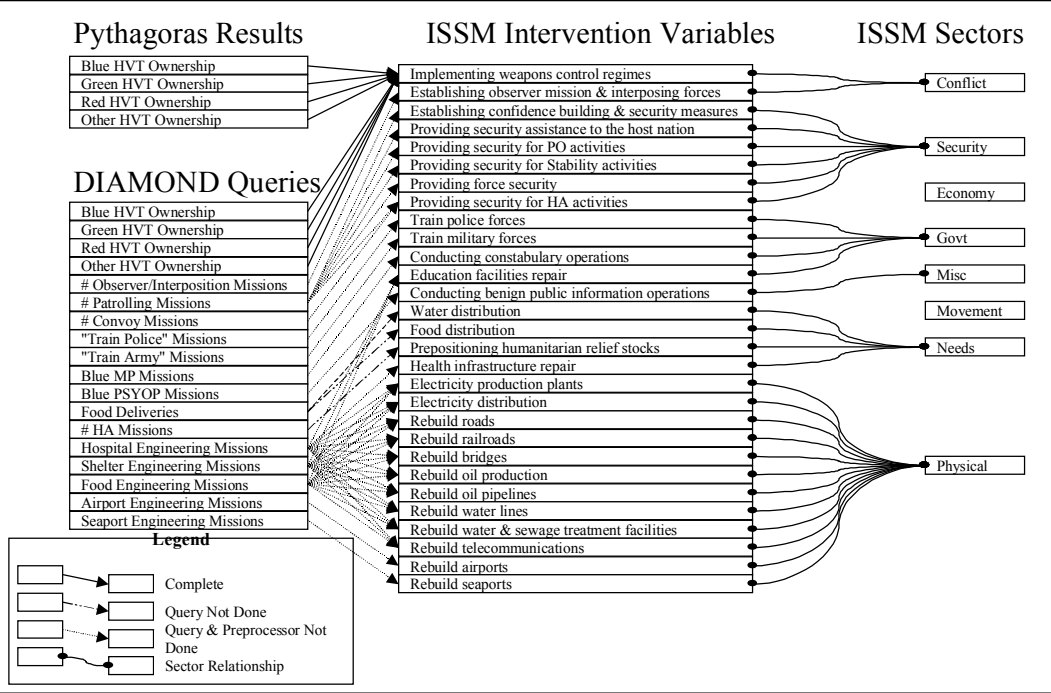 Pythagoras Results
Blue HVT Ownership
Green HVT Ownership
Red HVT Ownership
Other HVT Ownership
DIAMOND Queries
Blue HVT Ownership
Green HVT Ownership
Red HVT Ownership
Other HVT Ownership
# Observer/Interposition Missions
# Patrolling Missions
# Convoy Missions
"Train Police" Missions
"Train Army" Missions
Blue MP Missions
Blue PSYOP Missions
Food Deliveries
# HA Missions
Hospital Engineering Missions
Shelter Engineering Missions
Food Engineering Missions
Airport Engineering Missions
Seaport Engineering Missions
ISSM Intervention Variables
Implementing weapons control regimes
Establishing observer mission & interposing forces
Establishing confidence building & security measures
Providing security assistance to the host nation
Providing security for PO activities
Providing security for Stability activities
Providing force security
Providing security for HA activities
Train police forces
Train military forces
Conducting constabulary operations
Education facilities repair
Conducting benign public information operations
Water distribution
Food distribution
Prepositioning humanitarian relief stocks
Health infrastructure repair
Electricity production plants
Electricity distribution
Rebuild roads
Rebuild railroads
Rebuild bridges
Rebuild oil production
Rebuild oil pipelines
Rebuild water lines
Rebuild water & sewage treatment facilities
Rebuild telecommunications
Rebuild airports
Rebuild seaports
ISSM Sectors
Conflict
Security
Economy
Govt
Misc
Movement
Needs
Physical
Legend
Complete
Query Not Done
Query & Preprocessor Not
Done
Sector Relationship